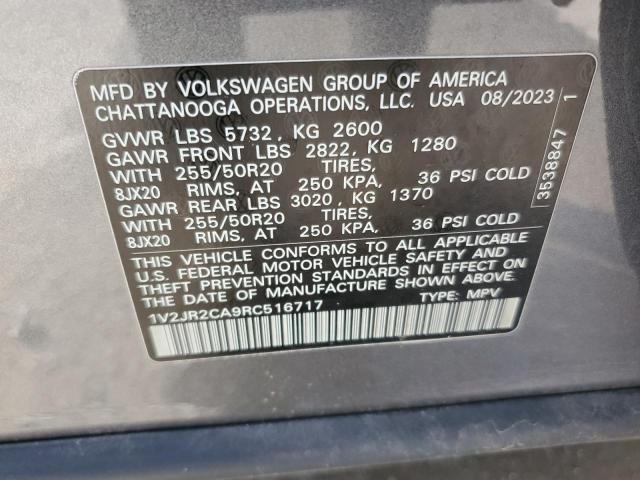 MFD BY VOLKSWAGEN GROUP OF AMERICA
CHATTANOOGA OPERATIONS, LLC. USA 08/2023
GVWR LBS 5732, KG 2600
GAWR FRONT LBS 2822, KG 1280
WITH 255/50R20 TIRES,
8JX20 RIMS, AT 250 KPA, 36 PSI COLD
GAWR REAR LBS 3020, KG 1370
WITH 255/50R20 TIRES,
8JX20 RIMS, AT 250 KPA, 36 PSI COLD
THIS VEHICLE CONFORMS TO ALL APPLICABLE
U.S. FEDERAL MOTOR VEHICLE SAFETY AND
THEFT PREVENTION STANDARDS IN EFFECT ON
THE DATE OF MANUFACTURE SHOWN ABOVE.
1V2JR2CA9RC516717 TYPE: MPV
3538847 1